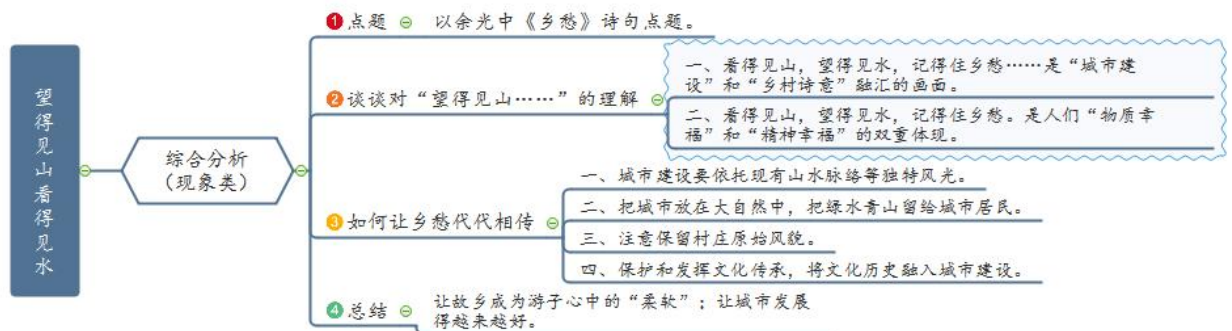 望得见山看得见水
综合分析
（现象类）
1 点题
以余光中《乡愁》诗句点题。
2 谈谈对“望得见山……”的理解
一、看得见山，望得见水，记得住乡愁……是“城市建
设”和“乡村诗意”融汇的画面。
二、看得见山，望得见水，记得住乡愁。是人们“物质幸
福”和“精神幸福”的双重体现。
3 如何让乡愁代代相传
一、城市建设要依托现有山水脉络等独特风光。
二、把城市放在大自然中，把绿水青山留给城市居民。
三、注意保留村庄原始风貌。
四、保护和发挥文化传承，将文化历史融入城市建设。
4 总结
让故乡成为游子心中的“柔软”；让城市发展
得越来越好。